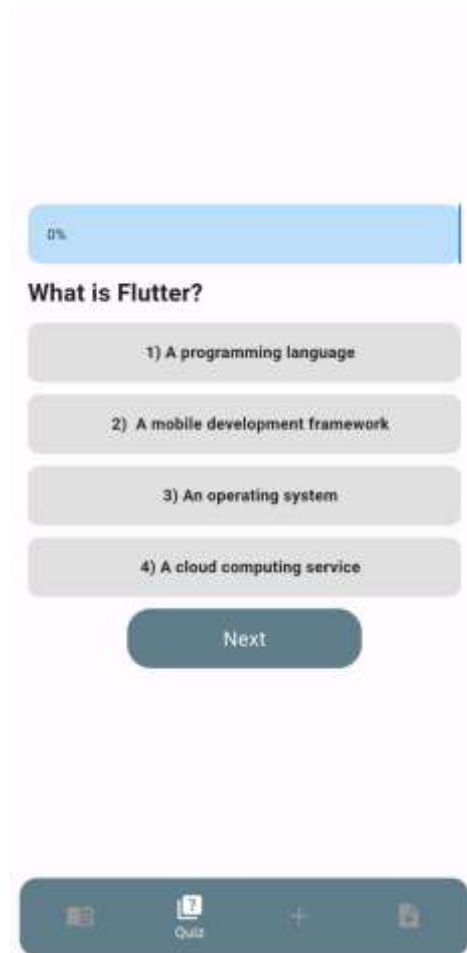 0%
What is Flutter?
1) A programming language
2) A mobile development framework
3) An operating system
4) A cloud computing service
Next
?
Quiz
+